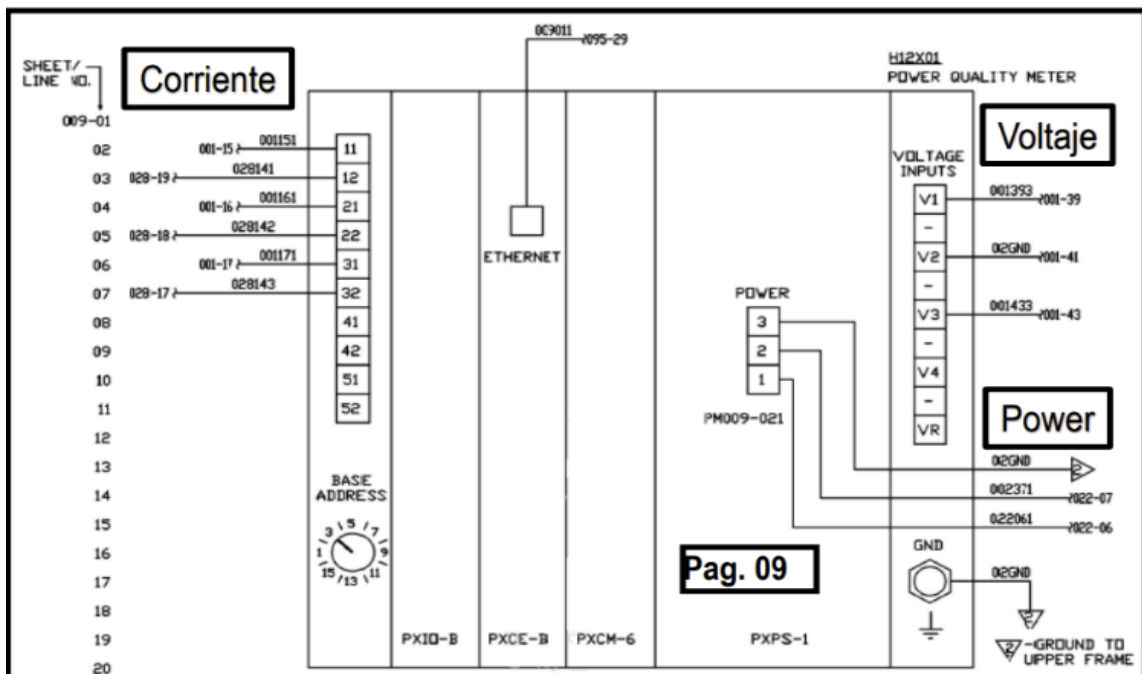 0C9011
095-29
SHEET/
LINE NO.
Corriente
H12X01
POWER QUALITY METER
009-01
02 001-15 001151 11
03 028-19 028141 12
04 001-16 001161 21
05 028-18 028142 22
06 001-17 001171 31
07 028-17 028143 32
08 41
09 42
10 51
11 52
12
13
14
15
16
17
18
19
20
BASE
ADDRESS
1 3 5 7 9 11 13 15
ETHERNET
POWER
3
2
1
PM009-021
Voltaje
VOLTAGE
INPUTS
V1 001393 001-39
-
V2 02GND 001-41
-
V3 001433 001-43
-
V4
-
VR
Power
02GND 2
002371 022-07
022061 022-06
Pag. 09
GND
02GND
2
2 -GROUND TO
UPPER FRAME
PXIO-B PXCE-B PXCM-6 PXPS-1